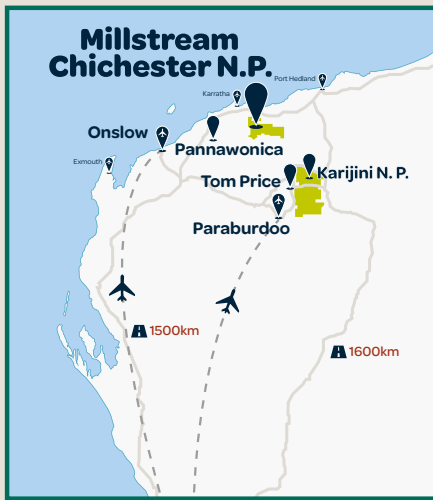 Millstream
Chichester N.P.
Port Hedland
Karratha
Onslow
Pannawonica
Exmouth
Karijini N. P.
Tom Price
Paraburdoo
1500km
1600km